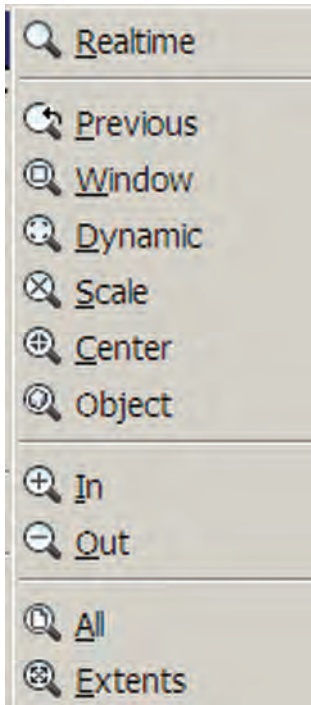 Realtime
Previous
Window
Dynamic
Scale
Center
Object
In
Out
All
Extents